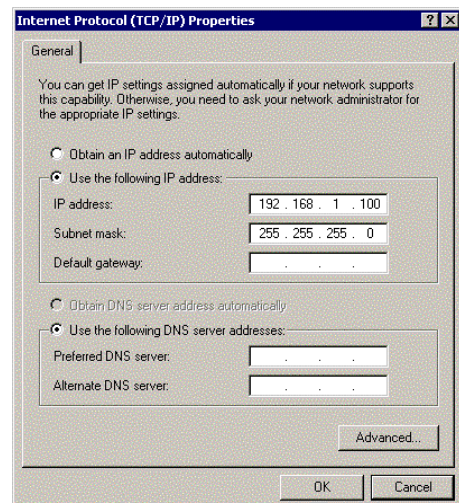 Internet Protocol (TCP/IP) Properties
General
You can get IP settings assigned automatically if your network supports
this capability. Otherwise, you need to ask your network administrator for
the appropriate IP settings.
Obtain an IP address automatically
Use the following IP address:
IP address: 192 . 168 . 1 . 100
Subnet mask: 255 . 255 . 255 . 0
Default gateway: . . .
Obtain DNS server address automatically
Use the following DNS server addresses:
Preferred DNS server: . . .
Alternate DNS server: . . .
Advanced...
OK Cancel